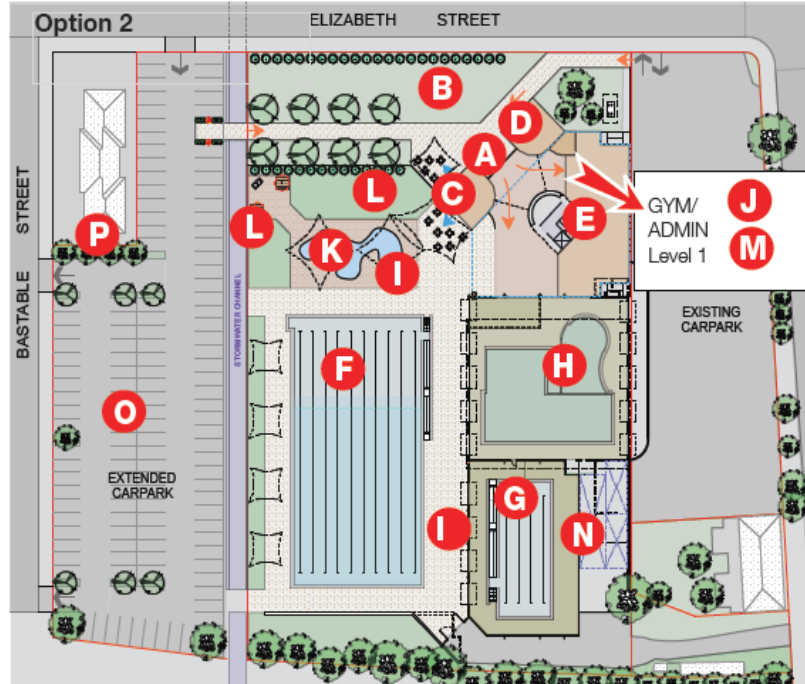 Option 2
ELIZABETH STREET
B
D
A
L
C
L
E
GYM/
ADMIN
Level 1
J
M
P
K
I
BASTABLE STREET
STORMWATER CHANNEL
EXISTING
CARPARK
F
H
O
EXTENDED
CARPARK
G
I
N